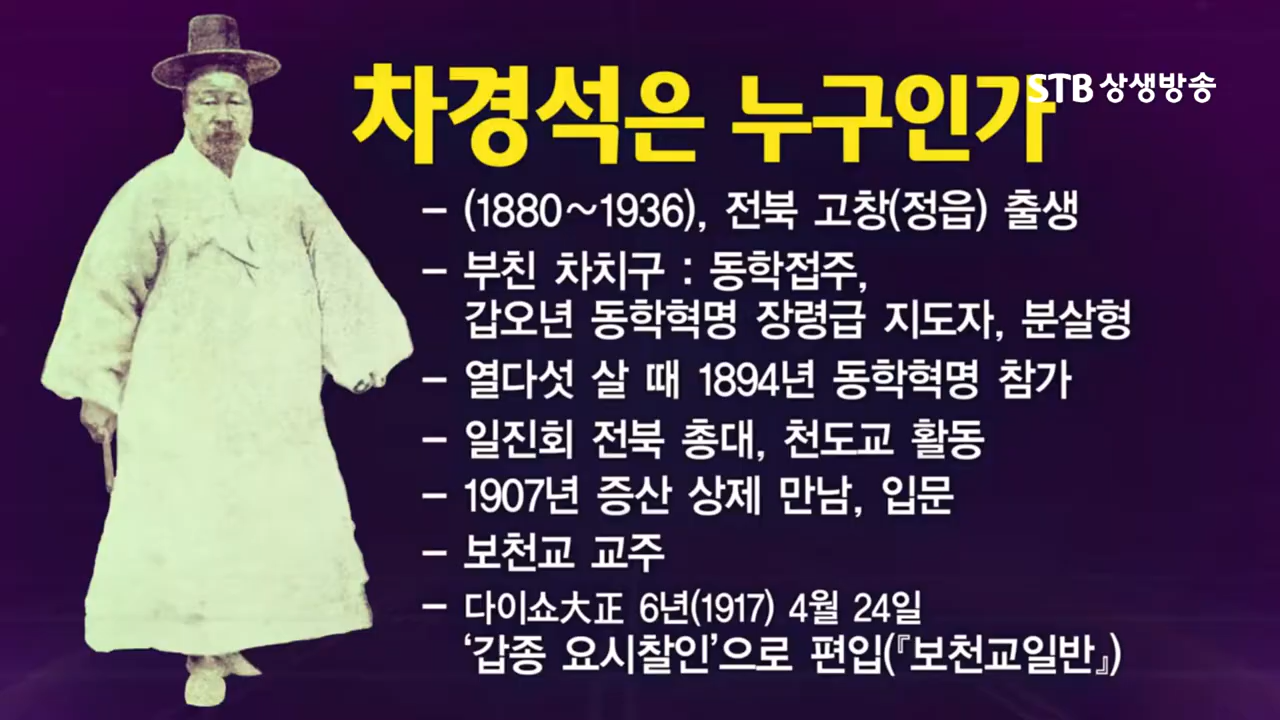 STB 상생방송
차경석은 누구인가
– (1880~1936), 전북 고창(정읍) 출생
– 부친 차치구 : 동학접주,
갑오년 동학혁명 장령급 지도자, 분살형
– 열다섯 살 때 1894년 동학혁명 참가
– 일진회 전북 총대, 천도교 활동
– 1907년 증산 상제 만남, 입문
– 보천교 교주
– 다이쇼大正 6년(1917) 4월 24일
‘갑종 요시찰인’으로 편입(『보천교일반』)